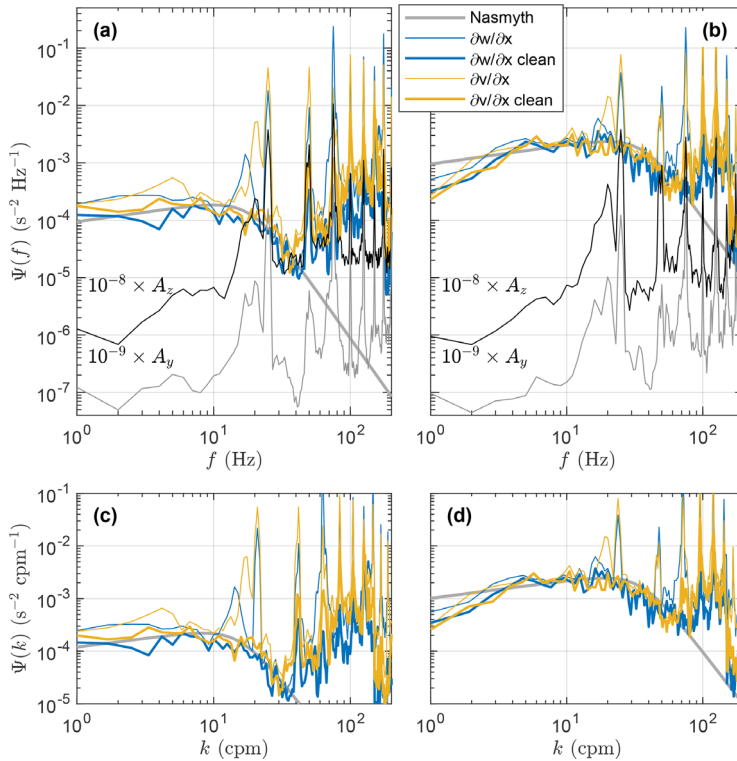 (a)
(b)
Nasmyth
∂w/∂x
∂w/∂x clean
∂v/∂x
∂v/∂x clean
10⁻¹
10⁻²
10⁻³
10⁻⁴
10⁻⁵
10⁻⁶
10⁻⁷
Ψ(f) (s⁻² Hz⁻¹)
10⁻⁸ × A_z
10⁻⁹ × A_y
10⁻⁸ × A_z
10⁻⁹ × A_y
10⁰ 10¹ 10²
10⁰ 10¹ 10²
f (Hz)
f (Hz)
(c)
(d)
10⁻¹
10⁻²
10⁻³
10⁻⁴
10⁻⁵
Ψ(k) (s⁻² cpm⁻¹)
10⁰ 10¹ 10²
10⁰ 10¹ 10²
k (cpm)
k (cpm)